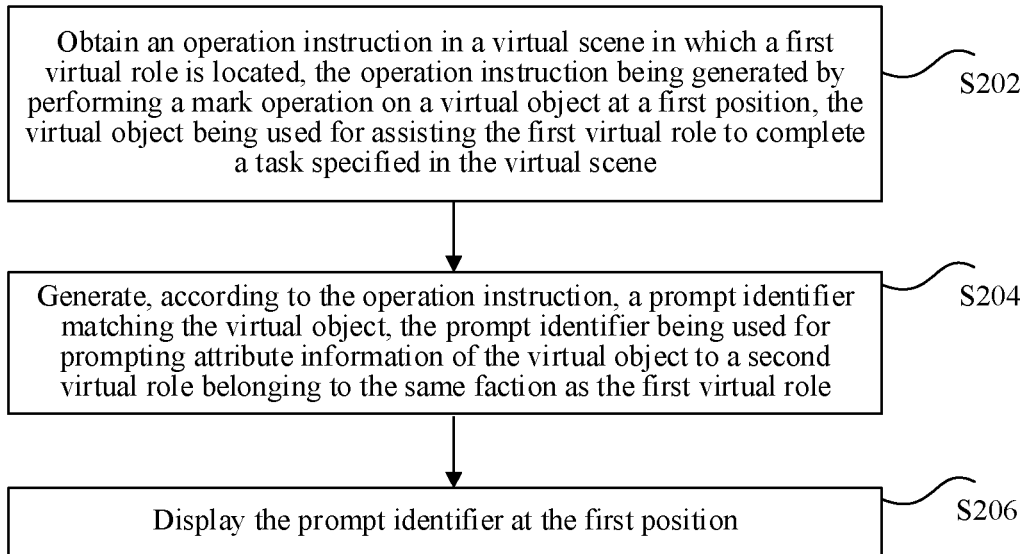 Obtain an operation instruction in a virtual scene in which a first
virtual role is located, the operation instruction being generated by
performing a mark operation on a virtual object at a first position, the
virtual object being used for assisting the first virtual role to complete
a task specified in the virtual scene
S202
Generate, according to the operation instruction, a prompt identifier
matching the virtual object, the prompt identifier being used for
prompting attribute information of the virtual object to a second
virtual role belonging to the same faction as the first virtual role
S204
Display the prompt identifier at the first position
S206